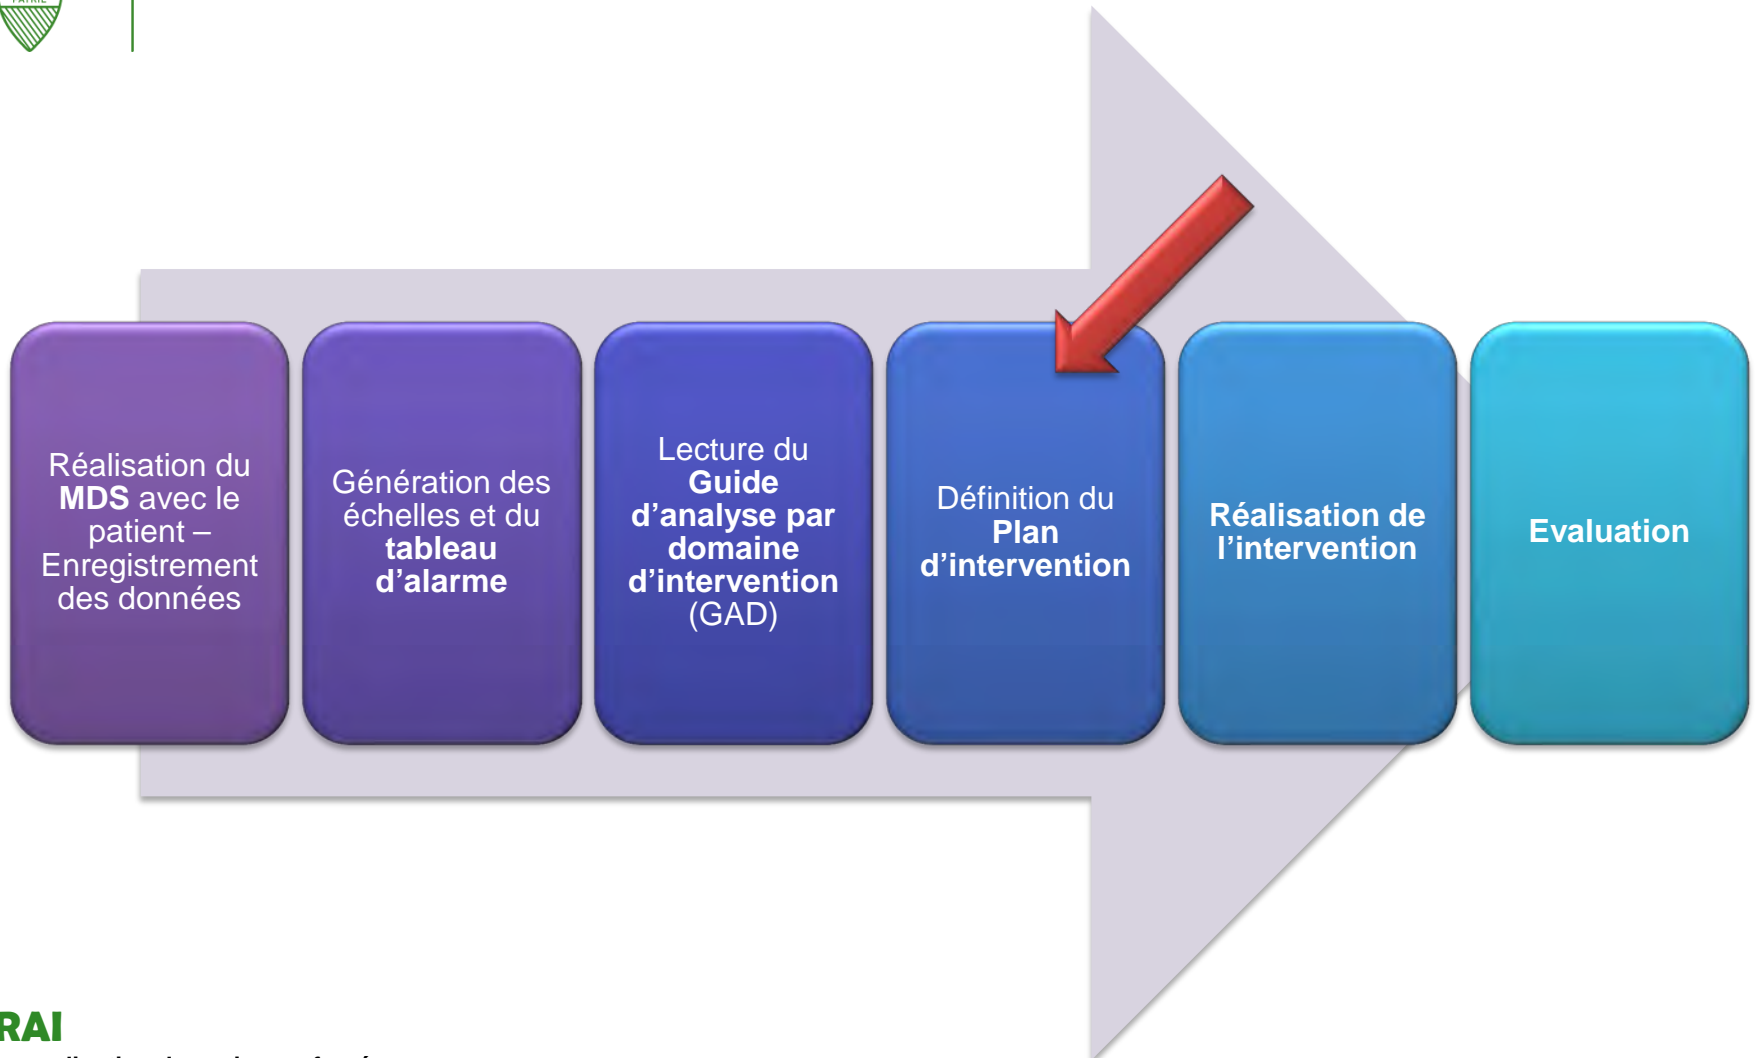 PATRIE
Réalisation du
MDS avec le
patient –
Enregistrement
des données
Génération des
échelles et du
tableau
d’alarme
Lecture du
Guide
d’analyse par
domaine
d’intervention
(GAD)
Définition du
Plan
d’intervention
Réalisation de
l’intervention
Evaluation
RAI